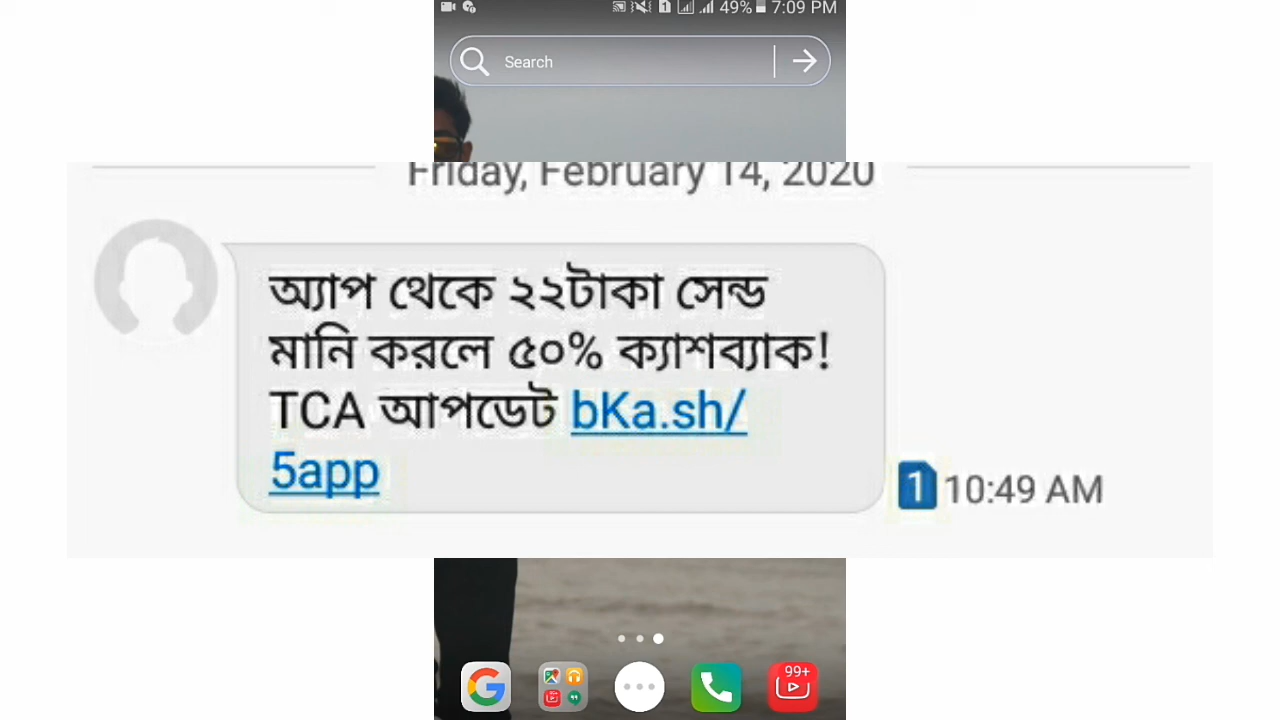 49% 7:09 PM
Search
Friday, February 14, 2020
অ্যাপ থেকে ২২টাকা সেন্ড
মানি করলে ৫০% ক্যাশব্যাক!
TCA আপডেট bKa.sh/
5app
1 10:49 AM
99+